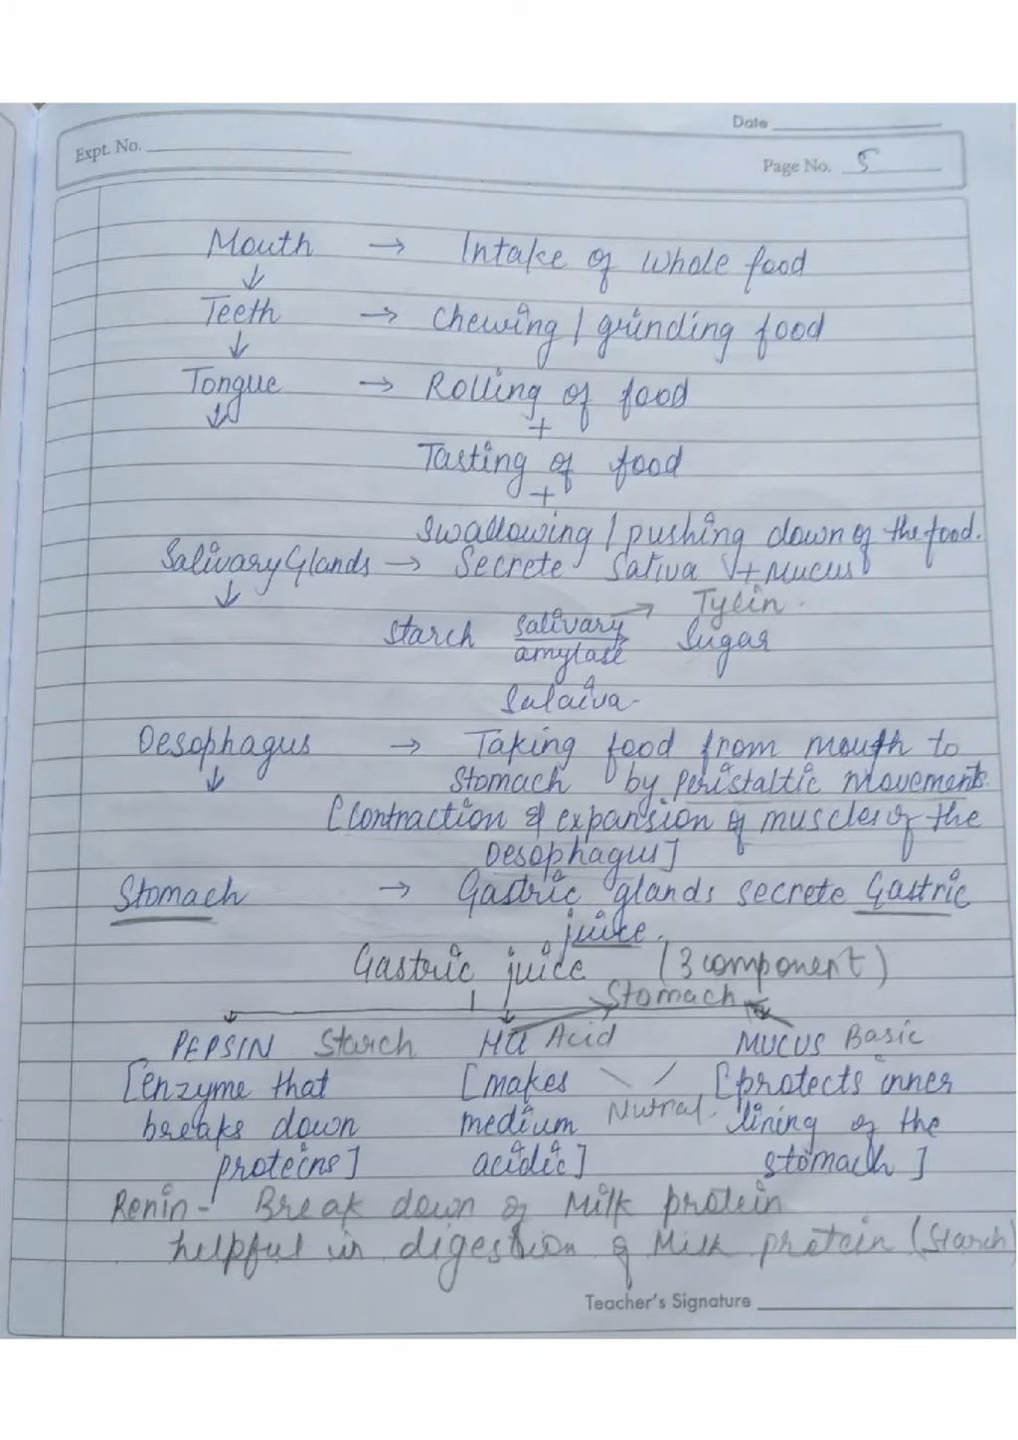 Date
Expt. No.
Page No. 5
Mouth → Intake of whole food
↓
Teeth → Chewing / grinding food
↓
Tongue → Rolling of food
↓ +
Tasting of food
+
Swallowing / pushing down of the food.
Salivary Glands → Secrete Saliva + Mucus
↓ → Tylin.
Starch salivary Sugar
amylase
Salaiva-
Oesophagus → Taking food from mouth to
↓ Stomach by peristaltic movements.
[Contraction & expansion of muscles of the
Oesophagus]
Stomach → Gastric glands secrete Gastric
juice.
Gastric juice (3 component)
Stomach
PEPSIN Starch HCl Acid MUCUS Basic
[enzyme that [makes [protects inner
breaks down medium Nutral. lining of the
proteins] acidic] stomach]
Renin- Break down of Milk protein
helpful in digestion of Milk protein (Starch)
Teacher's Signature